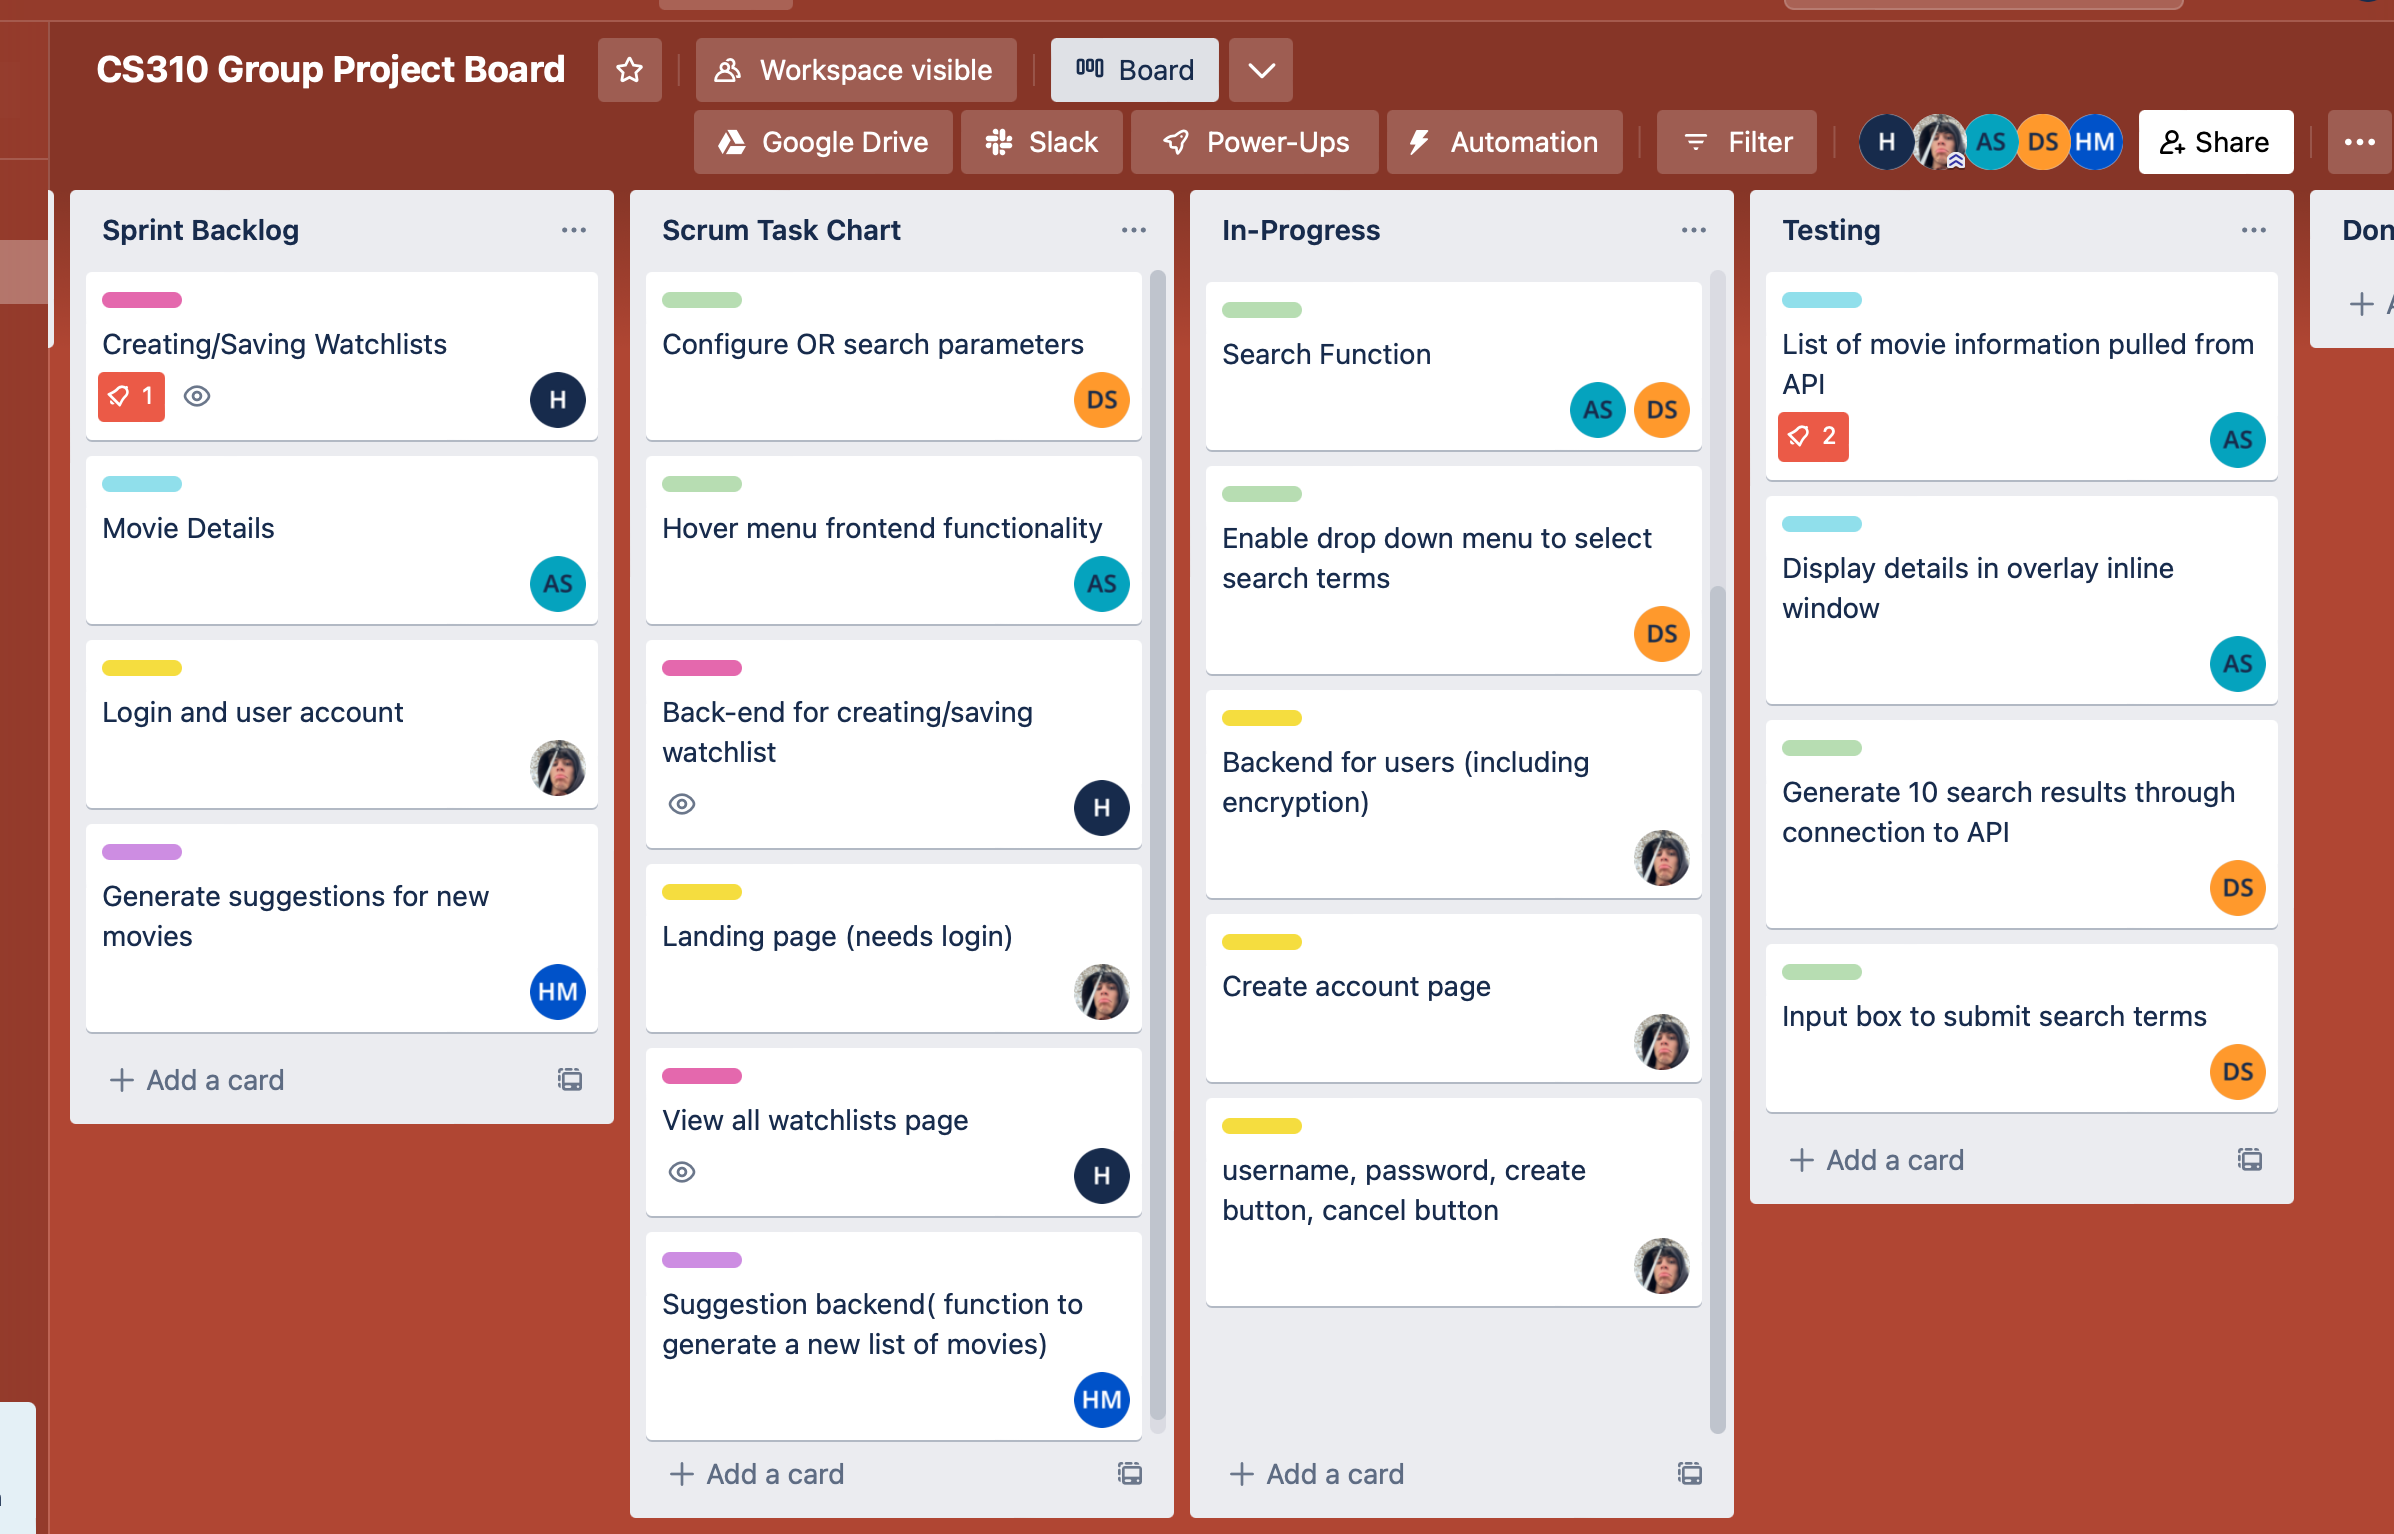 CS310 Group Project Board
Workspace visible
Board
Google Drive
Slack
Power-Ups
Automation
Filter
H
AS
DS
HM
Share
Sprint Backlog
Creating/Saving Watchlists
1
H
Movie Details
AS
Login and user account
Generate suggestions for new
movies
HM
Add a card
Scrum Task Chart
Configure OR search parameters
DS
Hover menu frontend functionality
AS
Back-end for creating/saving
watchlist
H
Landing page (needs login)
View all watchlists page
H
Suggestion backend( function to
generate a new list of movies)
HM
Add a card
In-Progress
Search Function
AS
DS
Enable drop down menu to select
search terms
DS
Backend for users (including
encryption)
Create account page
username, password, create
button, cancel button
Add a card
Testing
List of movie information pulled from
API
2
AS
Display details in overlay inline
window
AS
Generate 10 search results through
connection to API
DS
Input box to submit search terms
DS
Add a card
Don